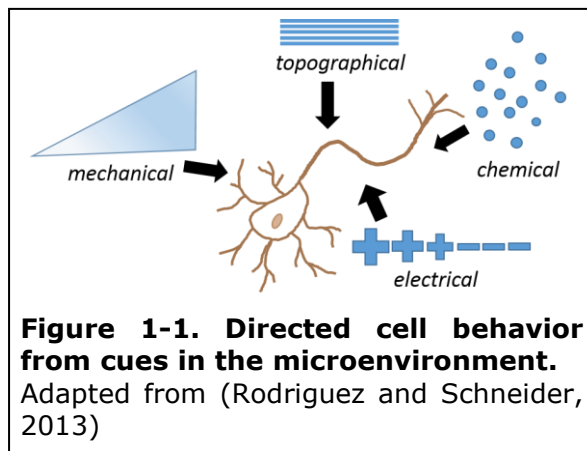 topographical
mechanical
chemical
electrical
Figure 1-1. Directed cell behavior
from cues in the microenvironment.
Adapted from (Rodriguez and Schneider,
2013)